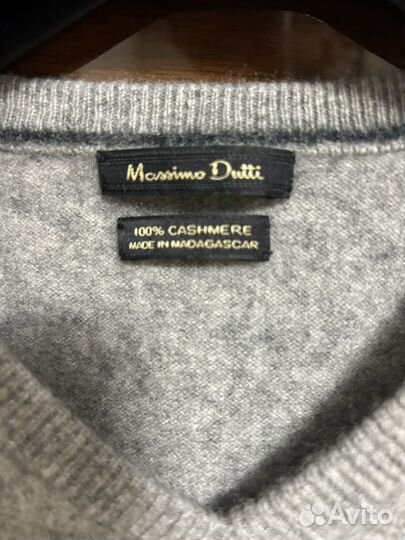 Massimo Dutti
100% CASHMERE
MADE IN MADAGASCAR
Avito